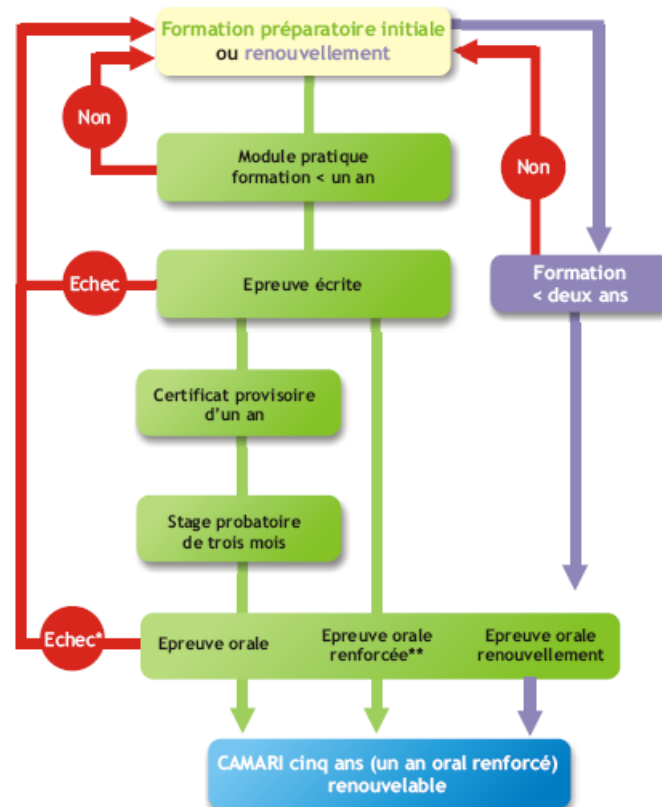 Formation préparatoire initiale
ou renouvellement
Non
Module pratique
formation < un an
Non
Echec
Epreuve écrite
Formation
< deux ans
Certificat provisoire
d'un an
Stage probatoire
de trois mois
Echec*
Epreuve orale
Epreuve orale
renforcée**
Epreuve orale
renouvellement
CAMARI cinq ans (un an oral renforcé)
renouvelable